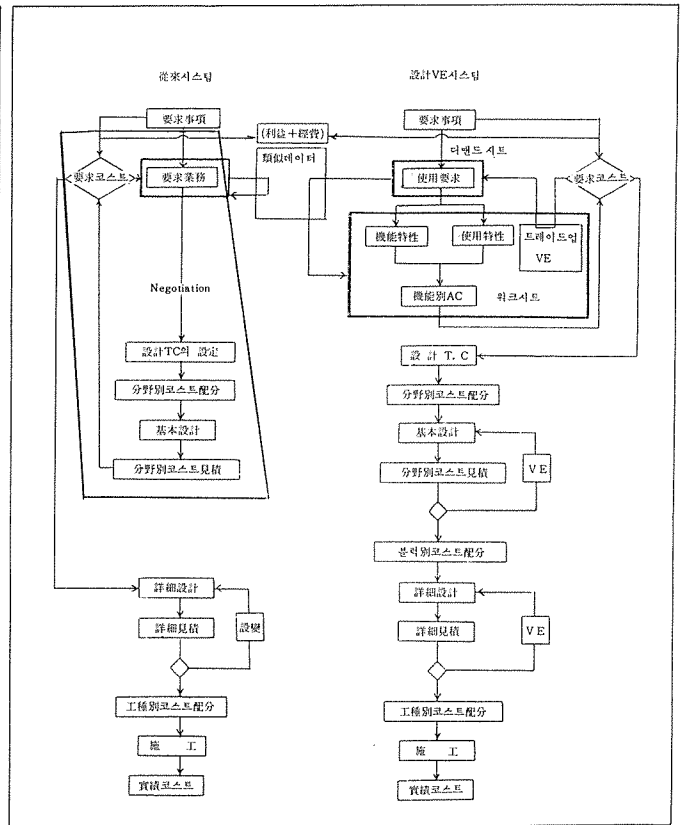 從來시스팀
要求事項
要求코스트
要求業務
(利益+經費)
類似데이터
Negotiation
設計TC의 設定
分野別코스트配分
基本設計
分野別코스트見積
詳細設計
詳細見積
設變
工種別코스트配分
施 工
實績코스트
設計VE시스팀
要求事項
디맨드시트
使用要求
要求코스트
機能特性
使用特性
트레이드업
VE
機能別AC
워크시트
設 計 T. C
分野別코스트配分
基本設計
分野別코스트見積
VE
블럭別코스트配分
詳細設計
詳細見積
VE
工種別코스트配分
施 工
實績코스트